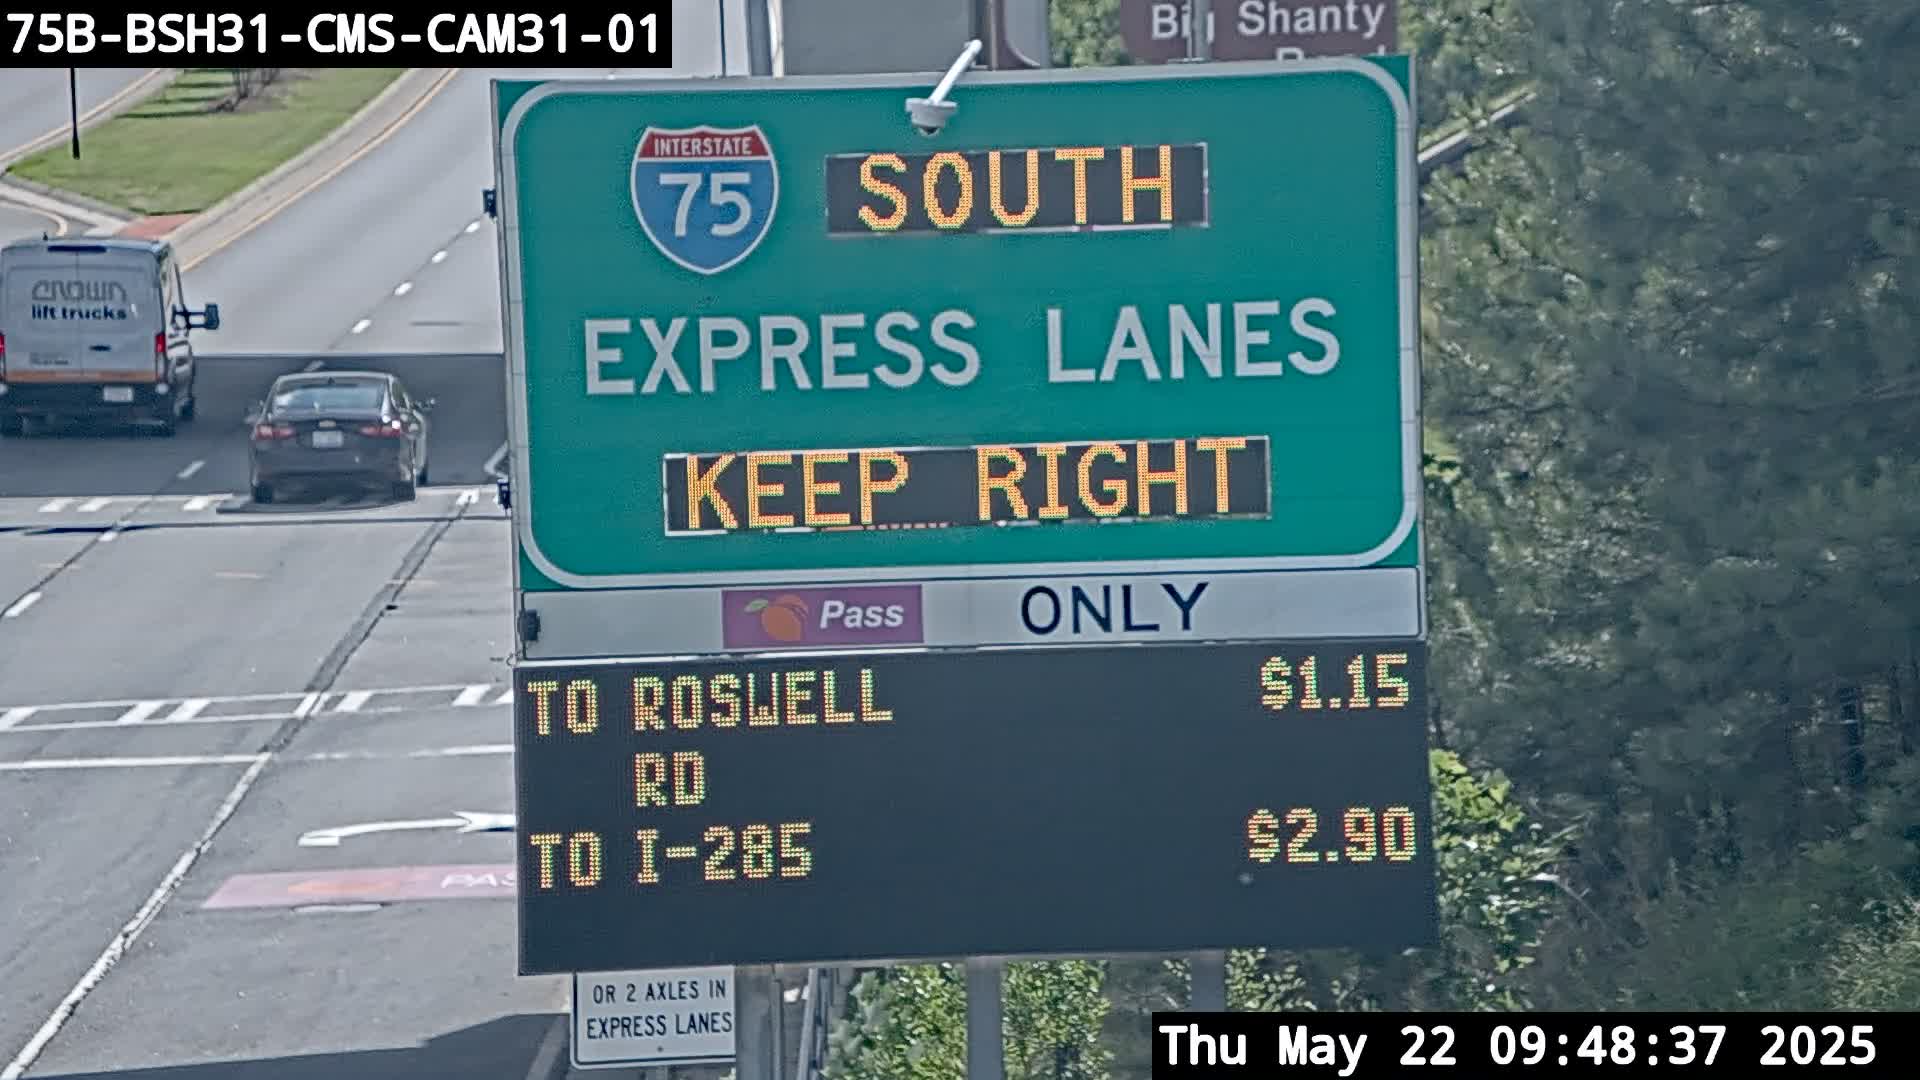 75B-BSH31-CMS-CAM31-01
Big Shanty
Road
INTERSTATE
75
SOUTH
EXPRESS LANES
KEEP RIGHT
Pass ONLY
TO ROSWELL $1.15
RD
TO I-285 $2.90
crown
lift trucks
PAS
OR 2 AXLES IN
EXPRESS LANES
Thu May 22 09:48:37 2025